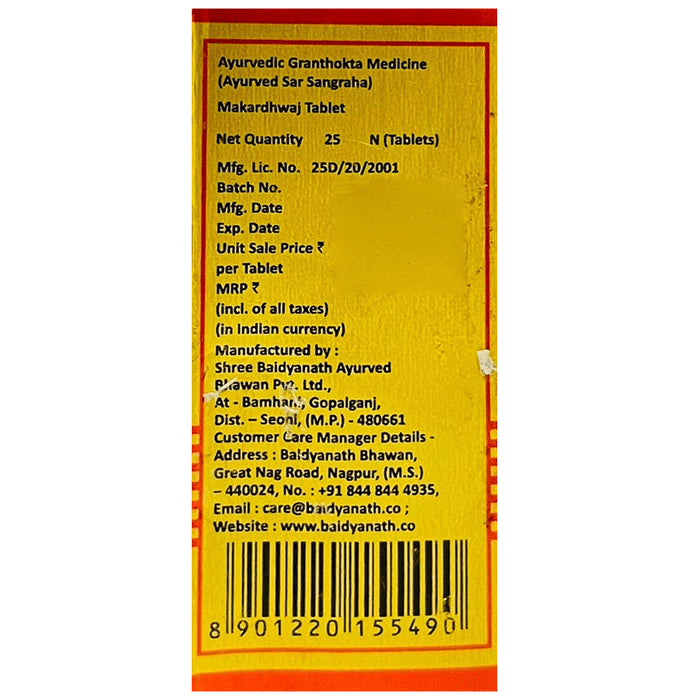 Ayurvedic Granthokta Medicine
(Ayurved Sar Sangraha)
Makardhwaj Tablet
Net Quantity 25 N (Tablets)
Mfg. Lic. No. 25D/20/2001
Batch No.
Mfg. Date
Exp. Date
Unit Sale Price ₹
per Tablet
MRP ₹
(incl. of all taxes)
(in Indian currency)
Manufactured by :
Shree Baidyanath Ayurved
Bhawan Pvt. Ltd.,
At - Bamhani, Gopalganj,
Dist. – Seoni, (M.P.) - 480661
Customer Care Manager Details -
Address : Baidyanath Bhawan,
Great Nag Road, Nagpur, (M.S.)
– 440024, No. : +91 844 844 4935,
Email : care@baidyanath.co ;
Website : www.baidyanath.co
8 901220 155490